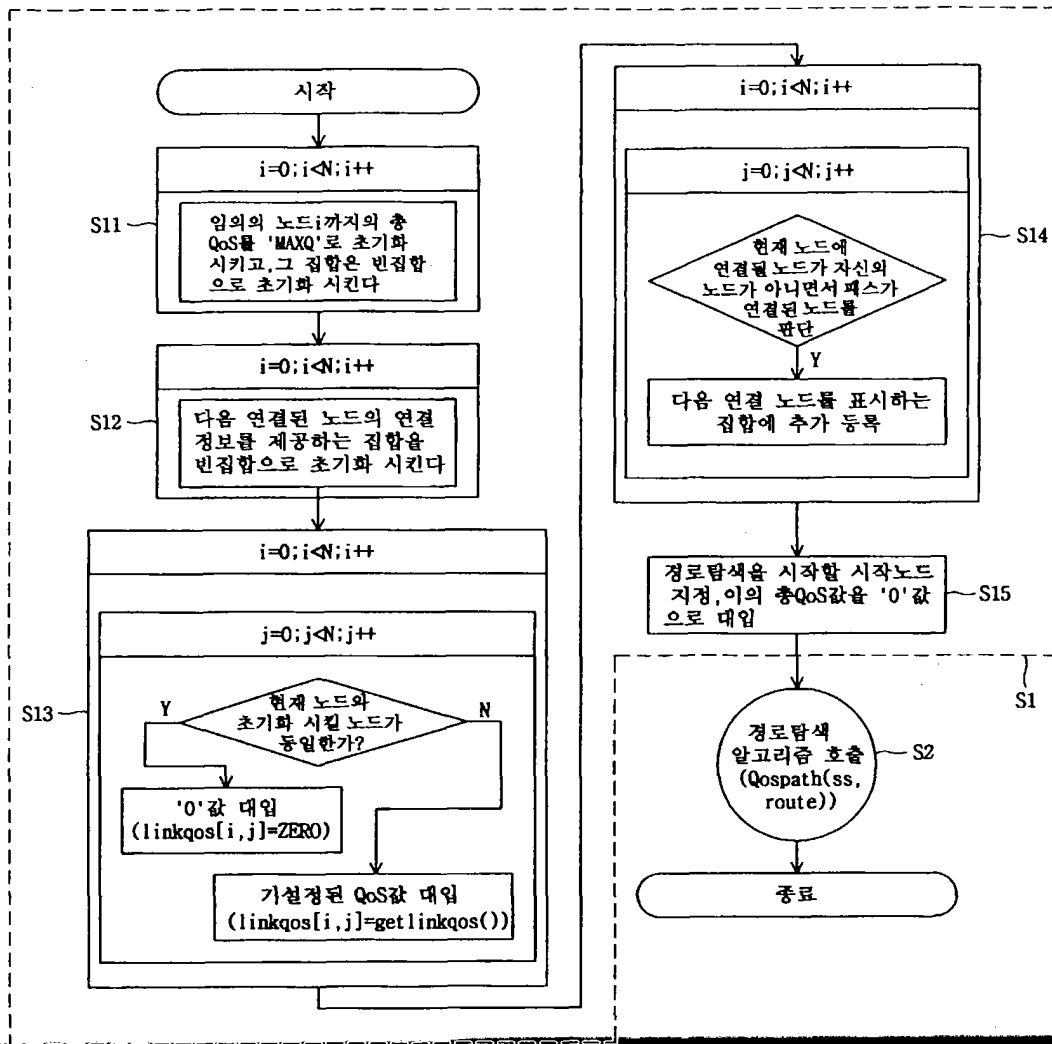 시작
i=0;i<N;i++
S11
임의의 노드i까지의 총
QoS를 'MAXQ'로 초기화
시키고,그 집합은 빈집합
으로 초기화 시킨다
i=0;i<N;i++
S12
다음 연결된 노드의 연결
정보를 제공하는 집합을
빈집합으로 초기화 시킨다
i=0;i<N;i++
j=0;j<N;j++
S13
현재 노드와
초기화 시킬 노드가
동일한가?
Y
N
'0'값 대입
(linkqos[i,j]=ZERO)
기설정된 QoS값 대입
(linkqos[i,j]=getlinkqos())
i=0;i<N;i++
j=0;j<N;j++
S14
현재 노드에
연결될 노드가 자신의
노드가 아니면서 패스가
연결된 노드를
판단
Y
다음 연결 노드를 표시하는
집합에 추가 등록
경로탐색을 시작할 시작노드
지정,이의 총QoS값을 '0'값
으로 대입
S15
S1
경로탐색
알고리즘 호출
(Qospath(ss,
route))
S2
종료